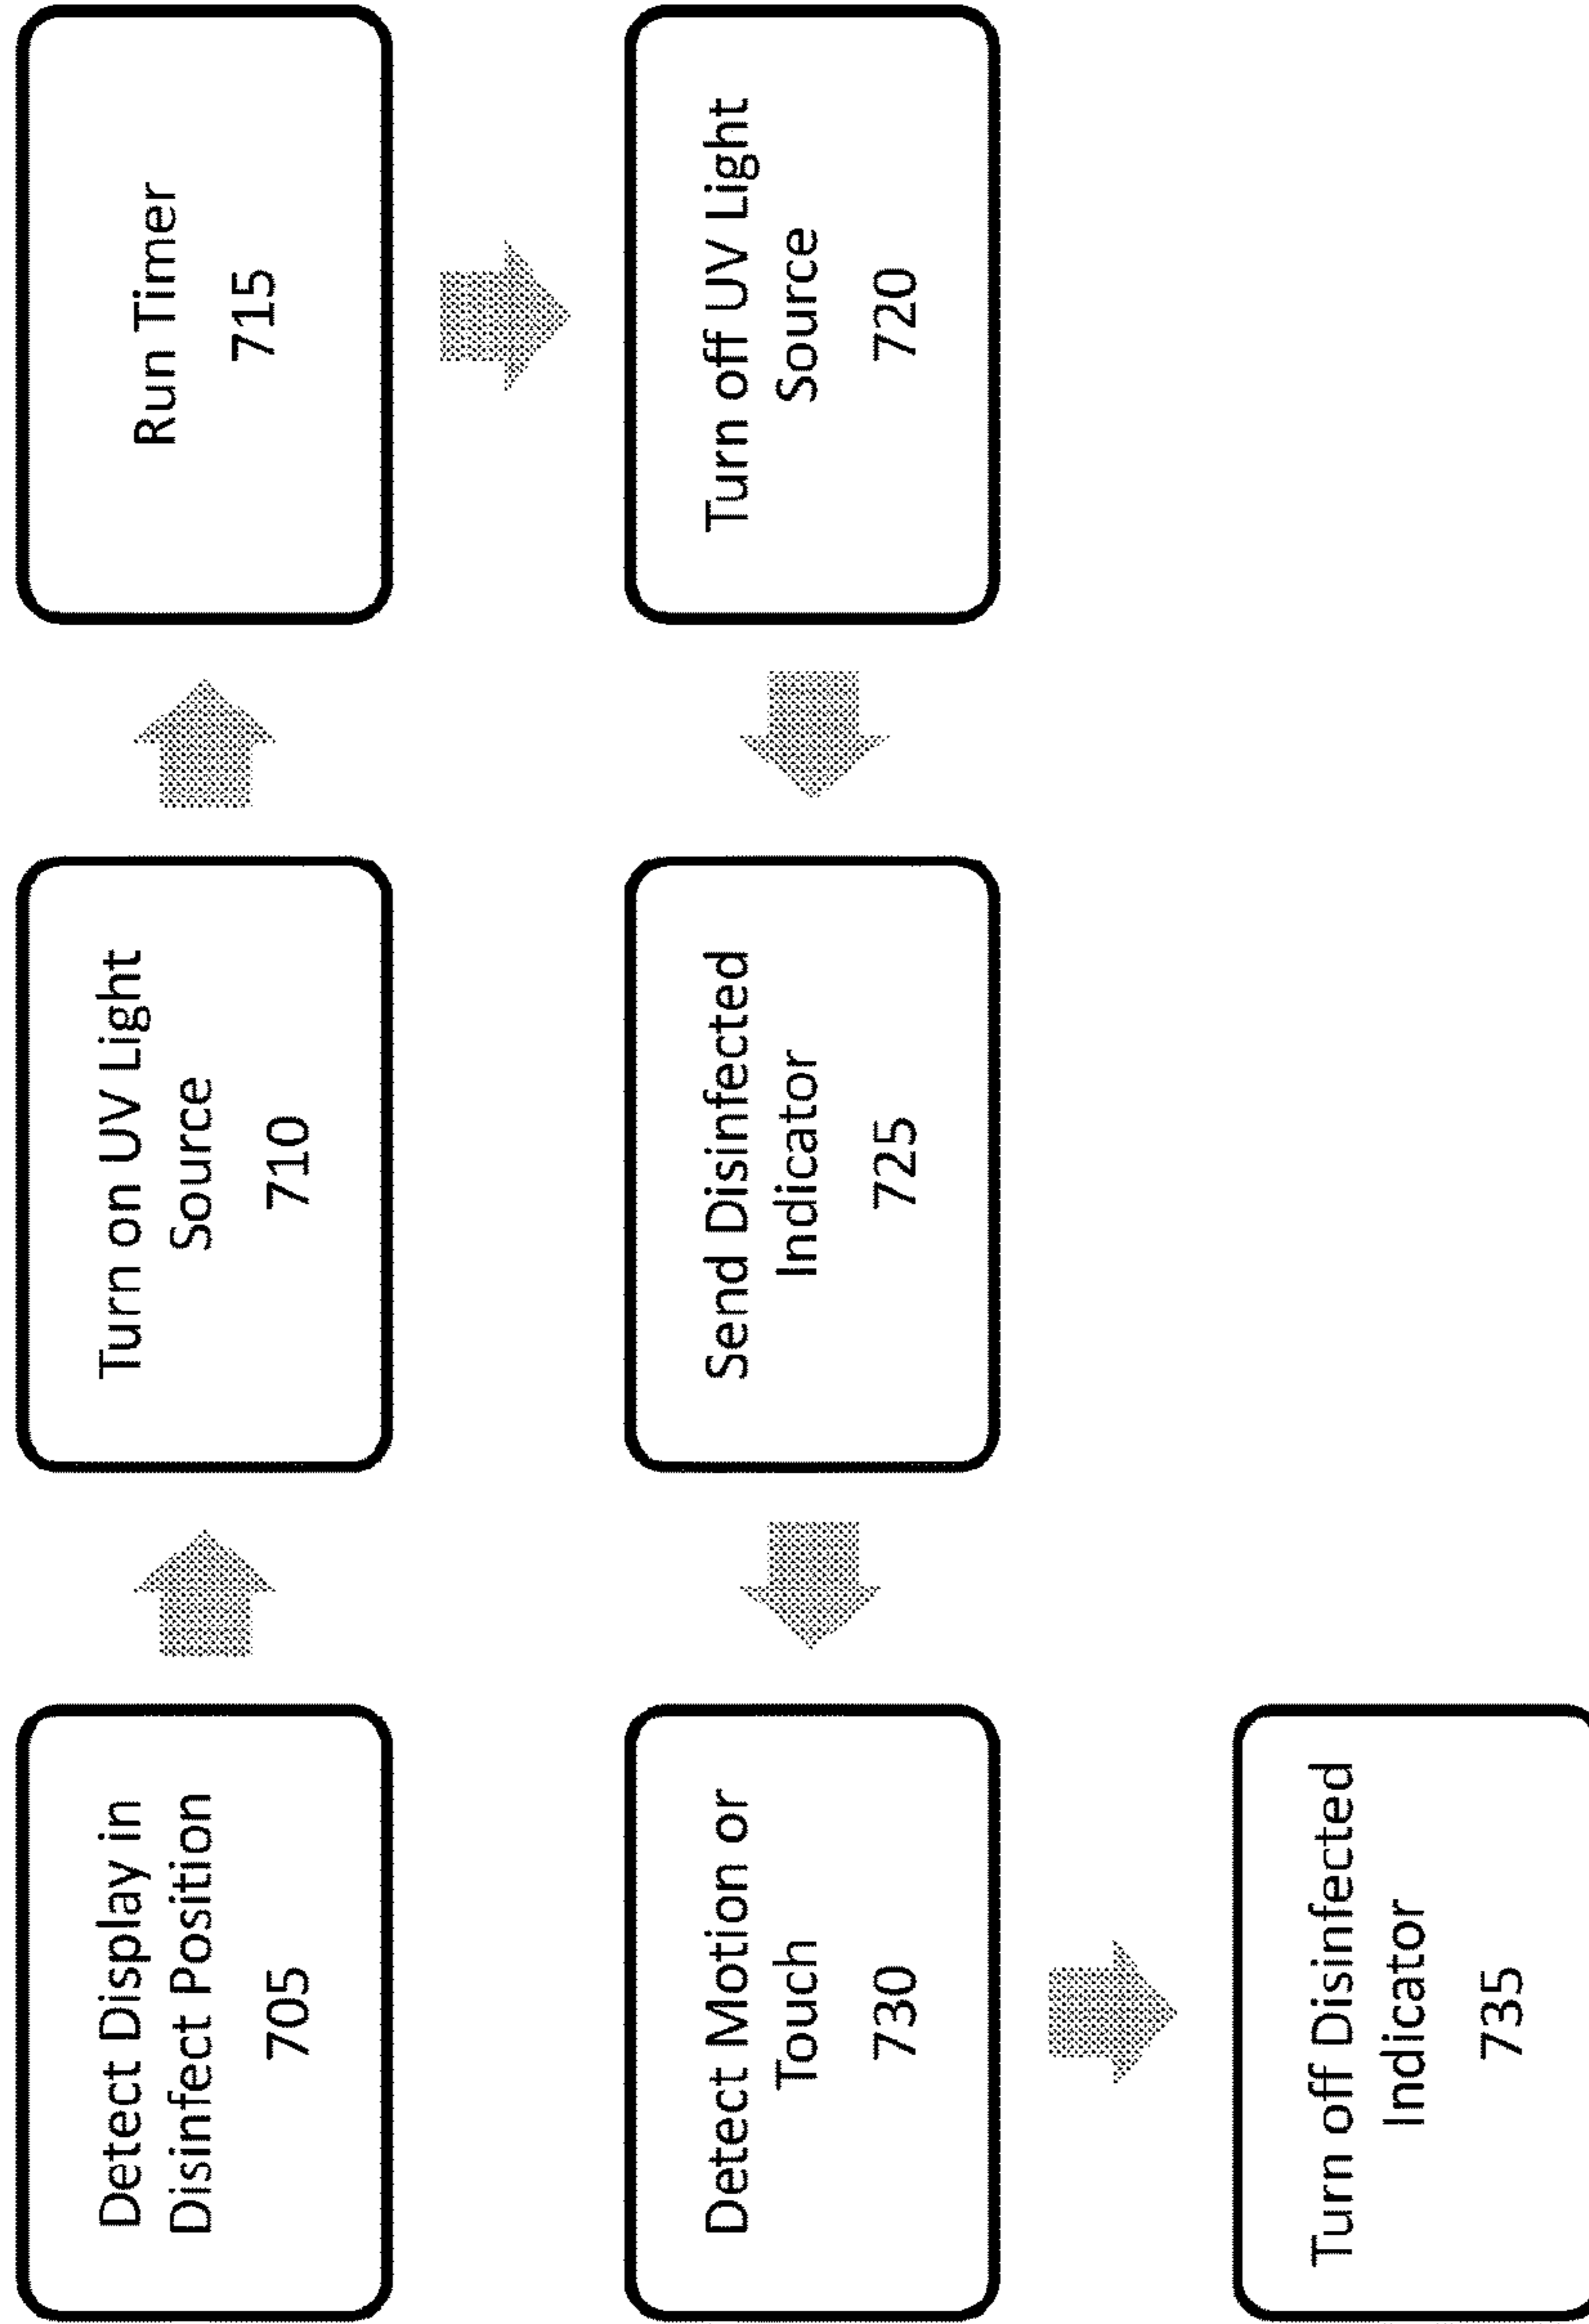 Detect Display in
Disinfect Position
705
Turn on UV Light
Source
710
Run Timer
715
Turn off UV Light
Source
720
Send Disinfected
Indicator
725
Detect Motion or
Touch
730
Turn off Disinfected
Indicator
735